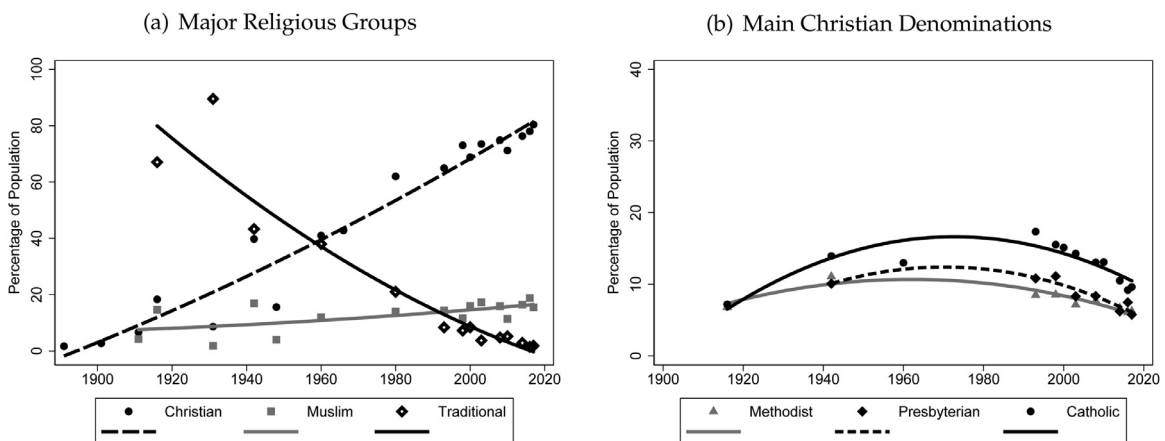 (a) Major Religious Groups
Percentage of Population
100
80
60
40
20
0
1900 1920 1940 1960 1980 2000 2020
Christian Muslim Traditional
(b) Main Christian Denominations
Percentage of Population
40
30
20
10
0
1900 1920 1940 1960 1980 2000 2020
Methodist Presbyterian Catholic